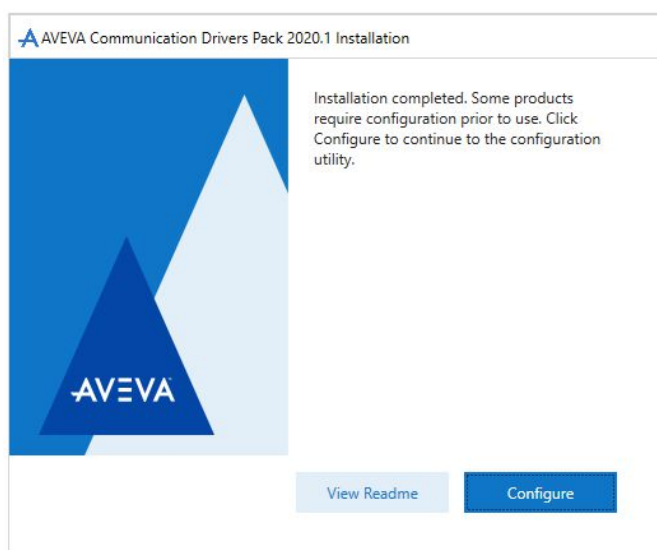 AVEVA Communication Drivers Pack 2020.1 Installation
Installation completed. Some products
require configuration prior to use. Click
Configure to continue to the configuration
utility.
AVEVA
View Readme
Configure